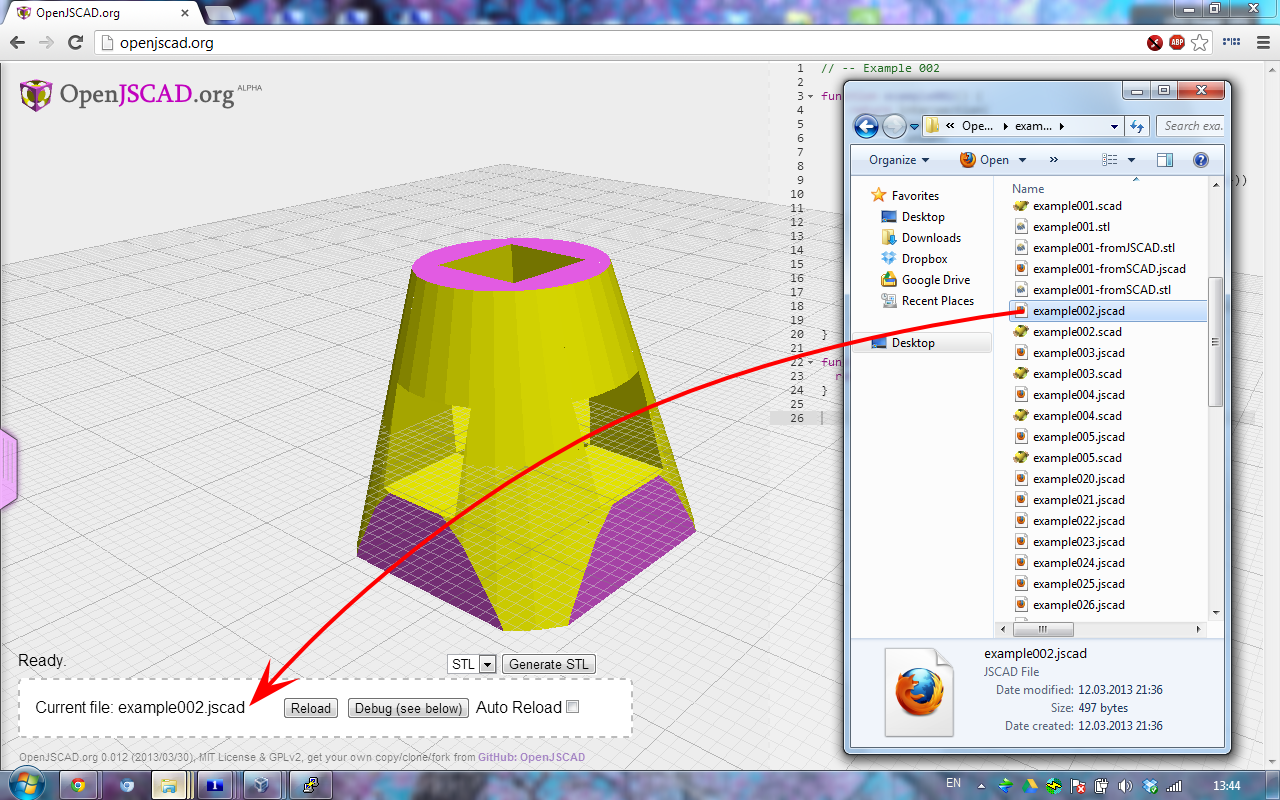 OpenJSCAD.org
openjscad.org
ABP
OpenJSCAD.org ALPHA
1 // -- Example 002
2
3
4
5
6
7
8
9 ))
10
11
12
13
14
15
16
17
18
19
20 }
21
22 fun
23 r
24 }
25
26
« Ope... exam...
Search exa...
Organize Open »
Favorites
Desktop
Downloads
Dropbox
Google Drive
Recent Places
Desktop
Name
example001.scad
example001.stl
example001-fromJSCAD.stl
example001-fromSCAD.jscad
example001-fromSCAD.stl
example002.jscad
example002.scad
example003.jscad
example003.scad
example004.jscad
example004.scad
example005.jscad
example005.scad
example020.jscad
example021.jscad
example022.jscad
example023.jscad
example024.jscad
example025.jscad
example026.jscad
example002.jscad
JSCAD File
Date modified: 12.03.2013 21:36
Size: 497 bytes
Date created: 12.03.2013 21:36
Ready.
STL Generate STL
Current file: example002.jscad Reload Debug (see below) Auto Reload
OpenJSCAD.org 0.012 (2013/03/30), MIT License & GPLv2, get your own copy/clone/fork from GitHub: OpenJSCAD
EN 13:44